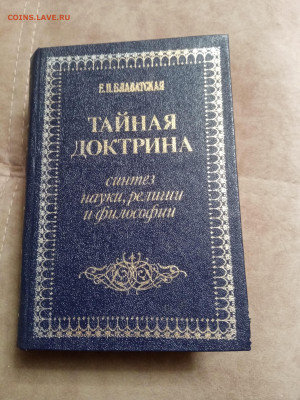 COINS.LAVE.RU
Е.П.БЛАВАТСКАЯ
ТАЙНАЯ
ДОКТРИНА
синтез
науки, религии
и философии